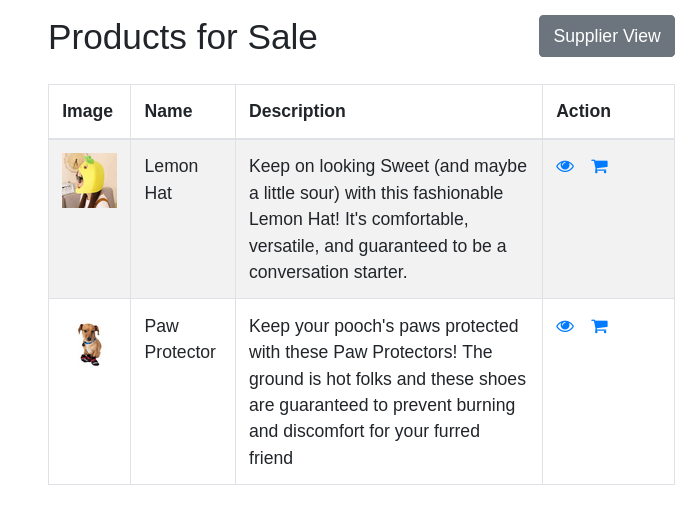 Products for Sale
Supplier View
Image Name Description Action
Lemon
Hat
Keep on looking Sweet (and maybe
a little sour) with this fashionable
Lemon Hat! It's comfortable,
versatile, and guaranteed to be a
conversation starter.
Paw
Protector
Keep your pooch's paws protected
with these Paw Protectors! The
ground is hot folks and these shoes
are guaranteed to prevent burning
and discomfort for your furred
friend